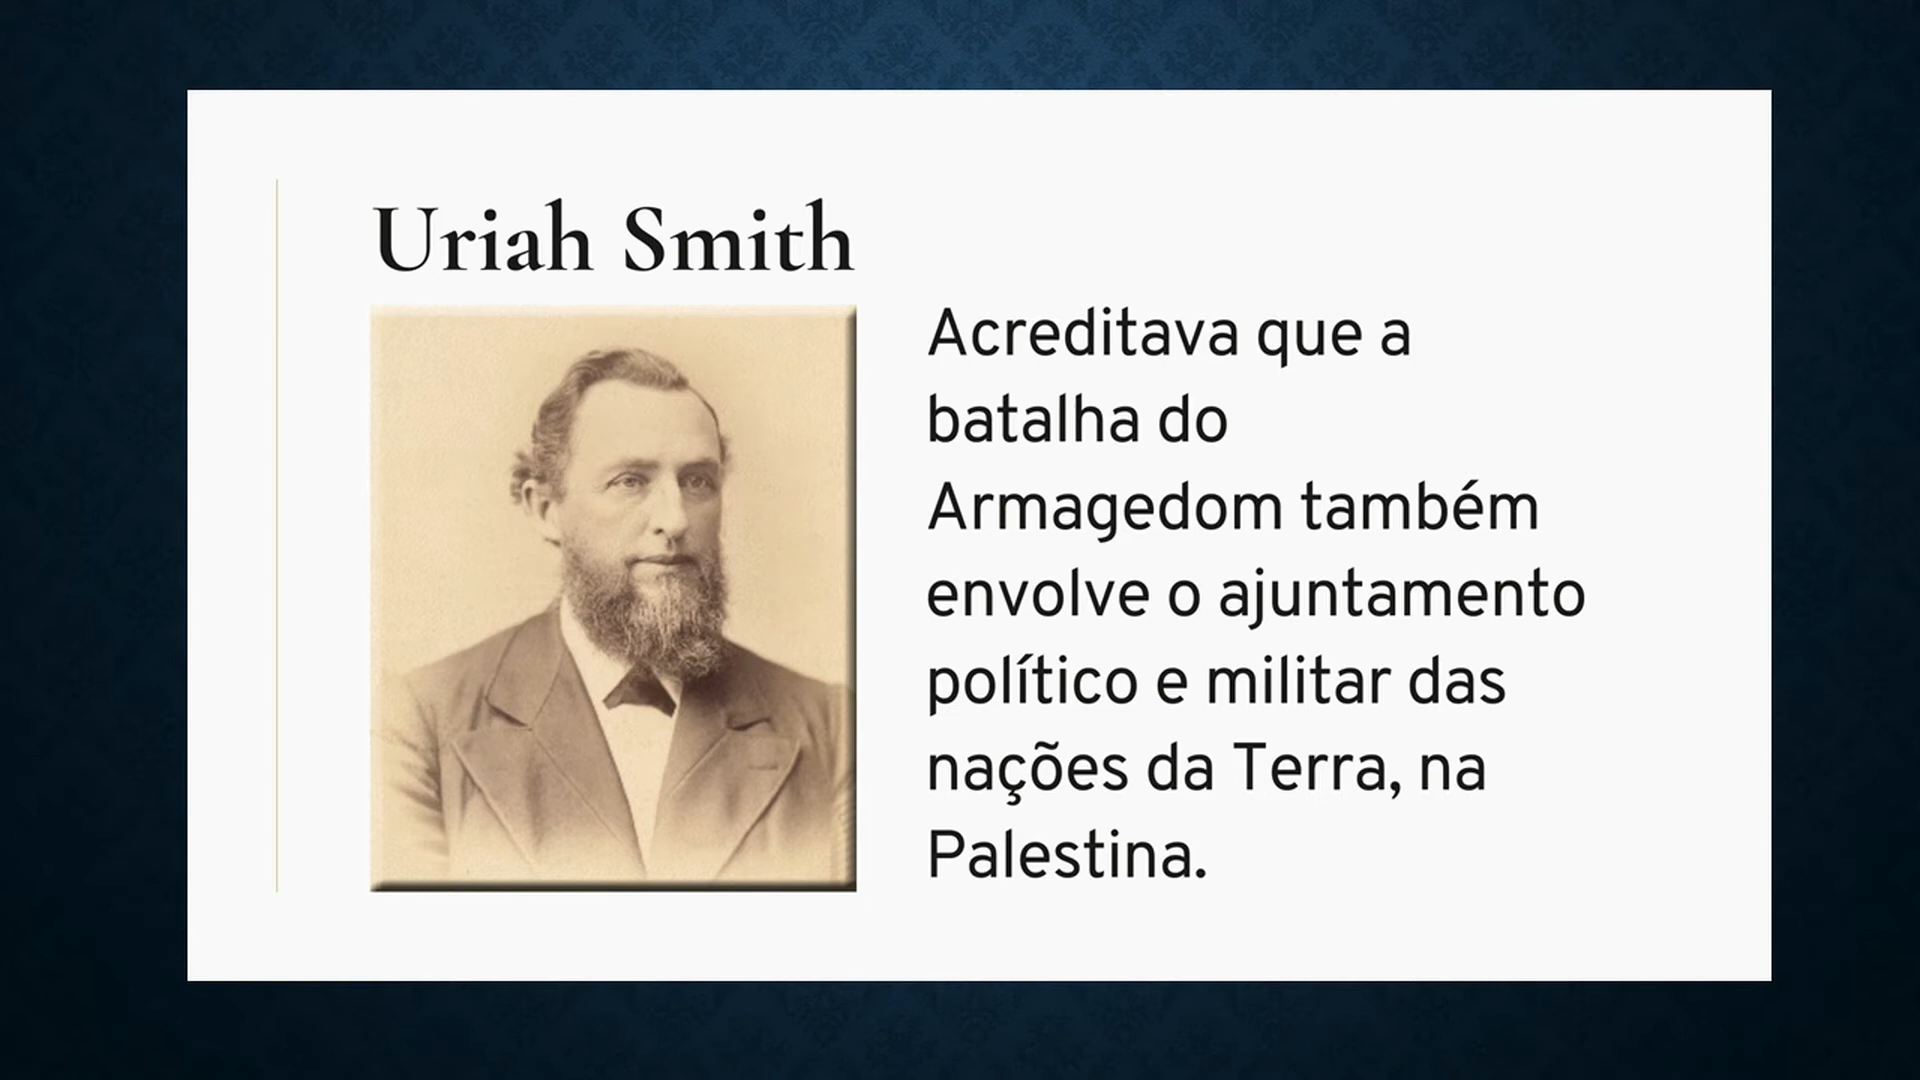 Uriah Smith
Acreditava que a
batalha do
Armagedom também
envolve o ajuntamento
político e militar das
nações da Terra, na
Palestina.